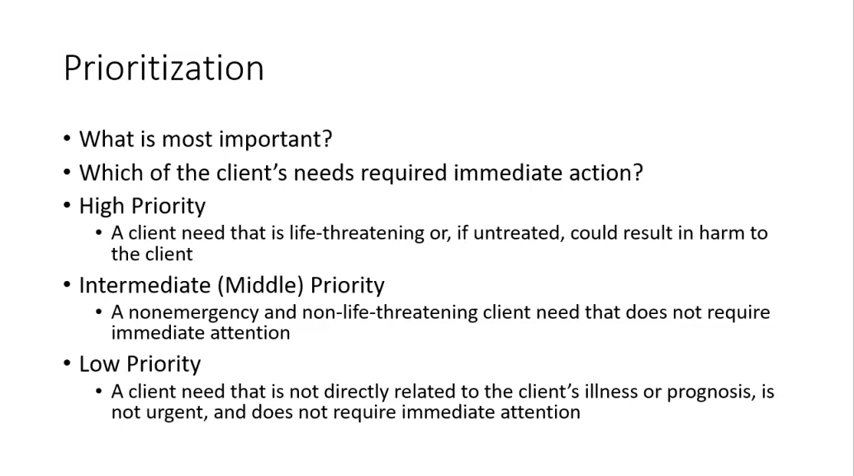 Prioritization
• What is most important?
• Which of the client's needs required immediate action?
• High Priority
• A client need that is life-threatening or, if untreated, could result in harm to
the client
• Intermediate (Middle) Priority
• A nonemergency and non-life-threatening client need that does not require
immediate attention
• Low Priority
• A client need that is not directly related to the client's illness or prognosis, is
not urgent, and does not require immediate attention